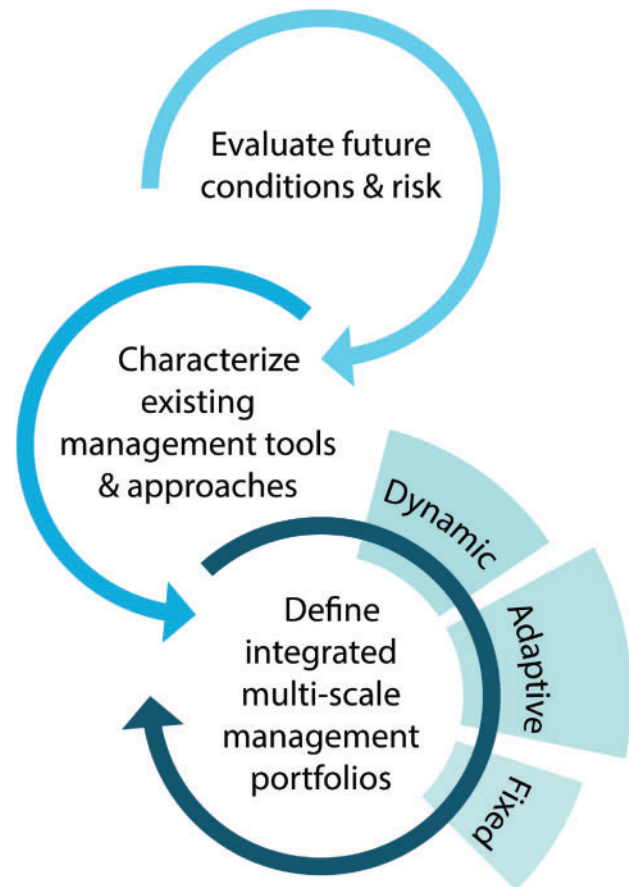 Evaluate future
conditions & risk
Characterize
existing
management tools
& approaches
Dynamic
Adaptive
Fixed
Define
integrated
multi-scale
management
portfolios